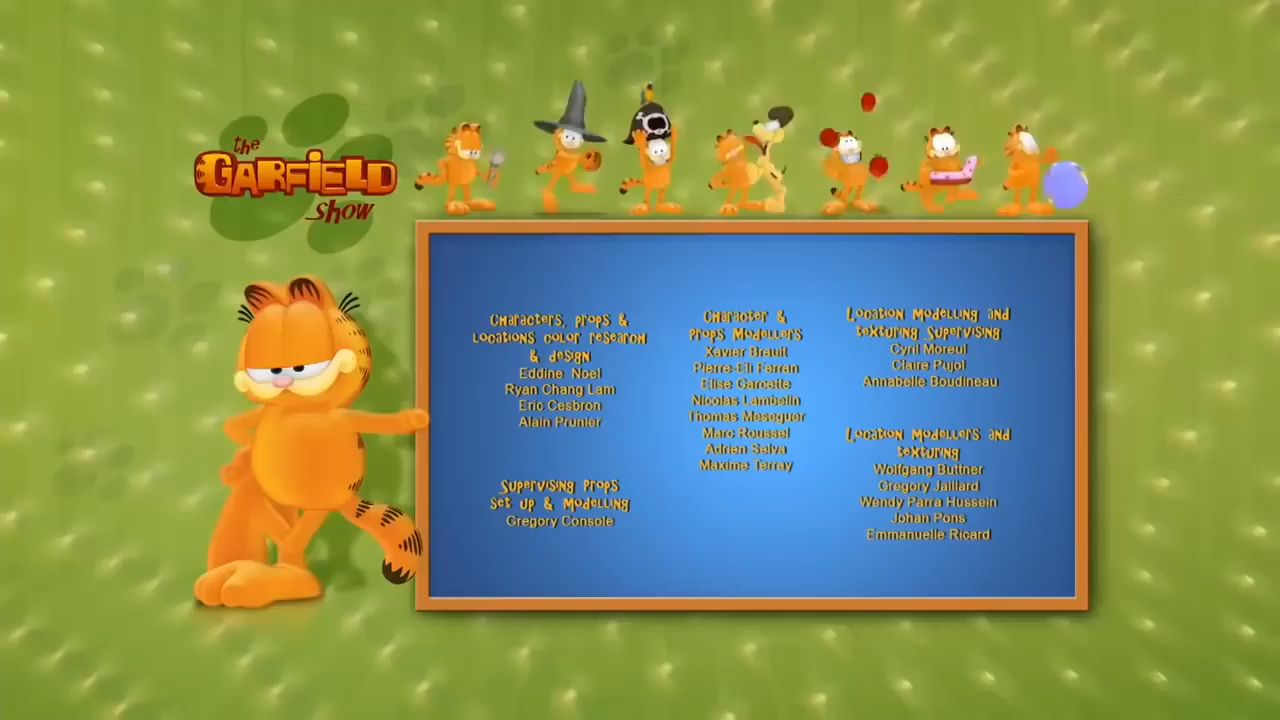 the
GARFIELD
show
Characters, props &
Locations color research
& design
Eddine Noel
Ryan Chang Lam
Eric Cesbron
Alain Prunier
Supervising Props
Set up & Modelling
Gregory Console
Character &
Props Modellers
Xavier Brauit
Pierre-Eli Ferran
Elise Garcette
Nicolas Lambelin
Thomas Meseguer
Marc Roussel
Adrien Selva
Maxime Terray
Location Modelling and
texturing Supervising
Cyril Moreul
Claire Pujol
Annabelle Boudineau
Location Modellers and
texturing
Wolfgang Buttner
Gregory Jaillard
Wendy Parra Hussein
Johan Pons
Emmanuelle Ricard